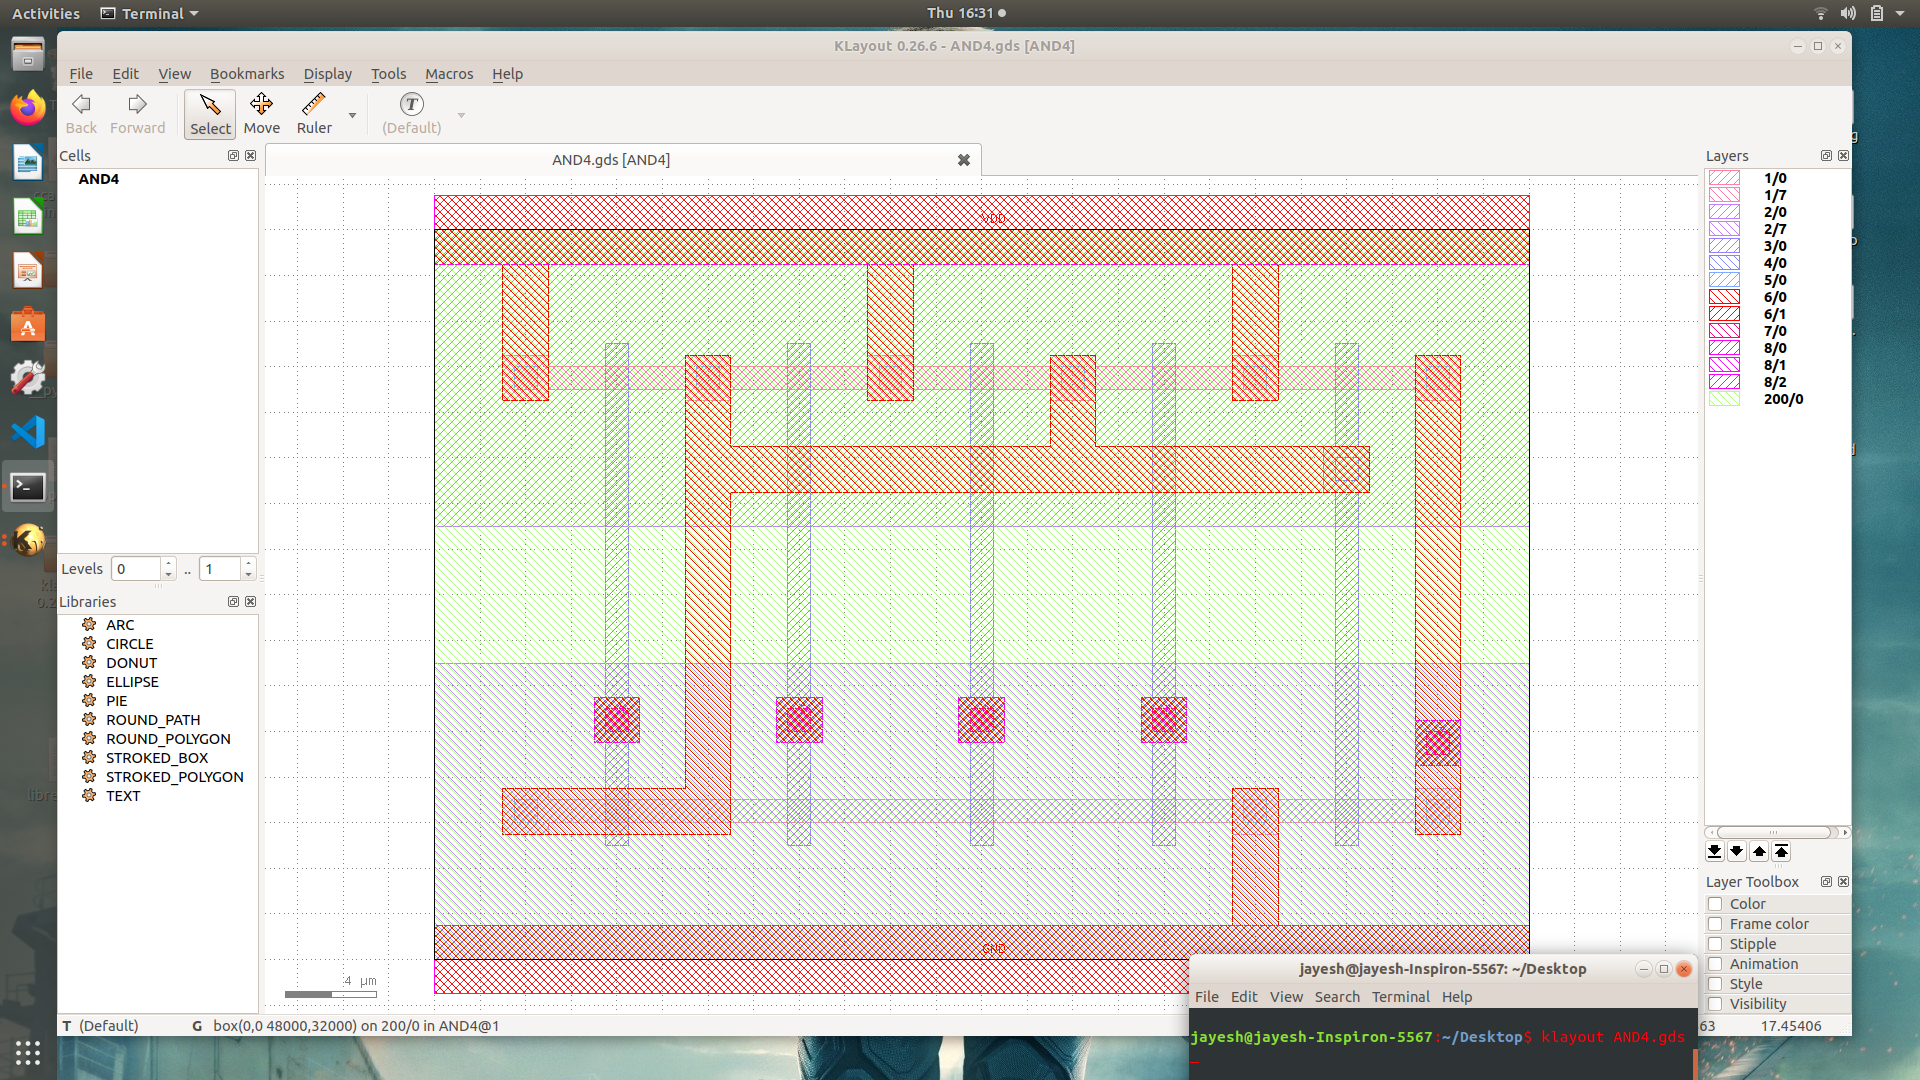 Activities Terminal Thu 16:31
KLayout 0.26.6 - AND4.gds [AND4]
File Edit View Bookmarks Display Tools Macros Help
Back Forward Select Move Ruler (Default)
Cells
AND4
AND4.gds [AND4]
VDD
GND
4 µm
Levels 0 .. 1
Libraries
ARC
CIRCLE
DONUT
ELLIPSE
PIE
ROUND_PATH
ROUND_POLYGON
STROKED_BOX
STROKED_POLYGON
TEXT
Layers
1/0
1/7
2/0
2/7
3/0
4/0
5/0
6/0
6/1
7/0
8/0
8/1
8/2
200/0
Layer Toolbox
Color
Frame color
Stipple
Animation
Style
Visibility
T (Default) G box(0,0 48000,32000) on 200/0 in AND4@1
63 17.45406
jayesh@jayesh-Inspiron-5567: ~/Desktop
File Edit View Search Terminal Help
jayesh@jayesh-Inspiron-5567:~/Desktop$ klayout AND4.gds